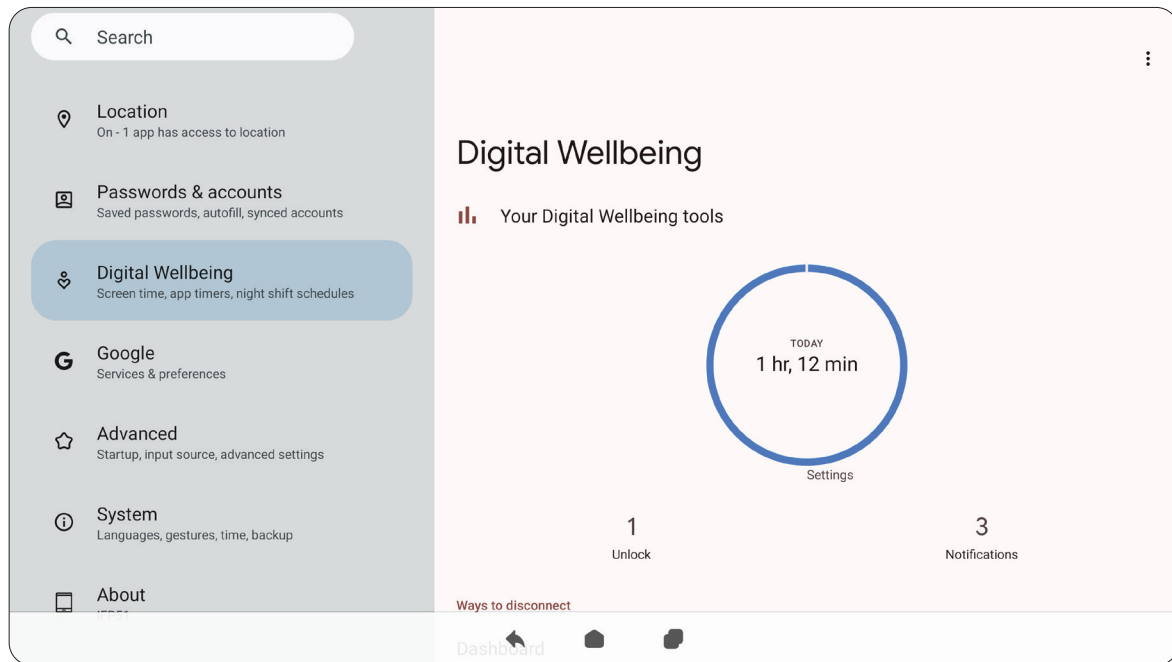 Search
Location
On - 1 app has access to location
Passwords & accounts
Saved passwords, autofill, synced accounts
Digital Wellbeing
Screen time, app timers, night shift schedules
Google
Services & preferences
Advanced
Startup, input source, advanced settings
System
Languages, gestures, time, backup
About
Digital Wellbeing
Your Digital Wellbeing tools
TODAY
1 hr, 12 min
Settings
1
Unlock
3
Notifications
Ways to disconnect
Dashboard